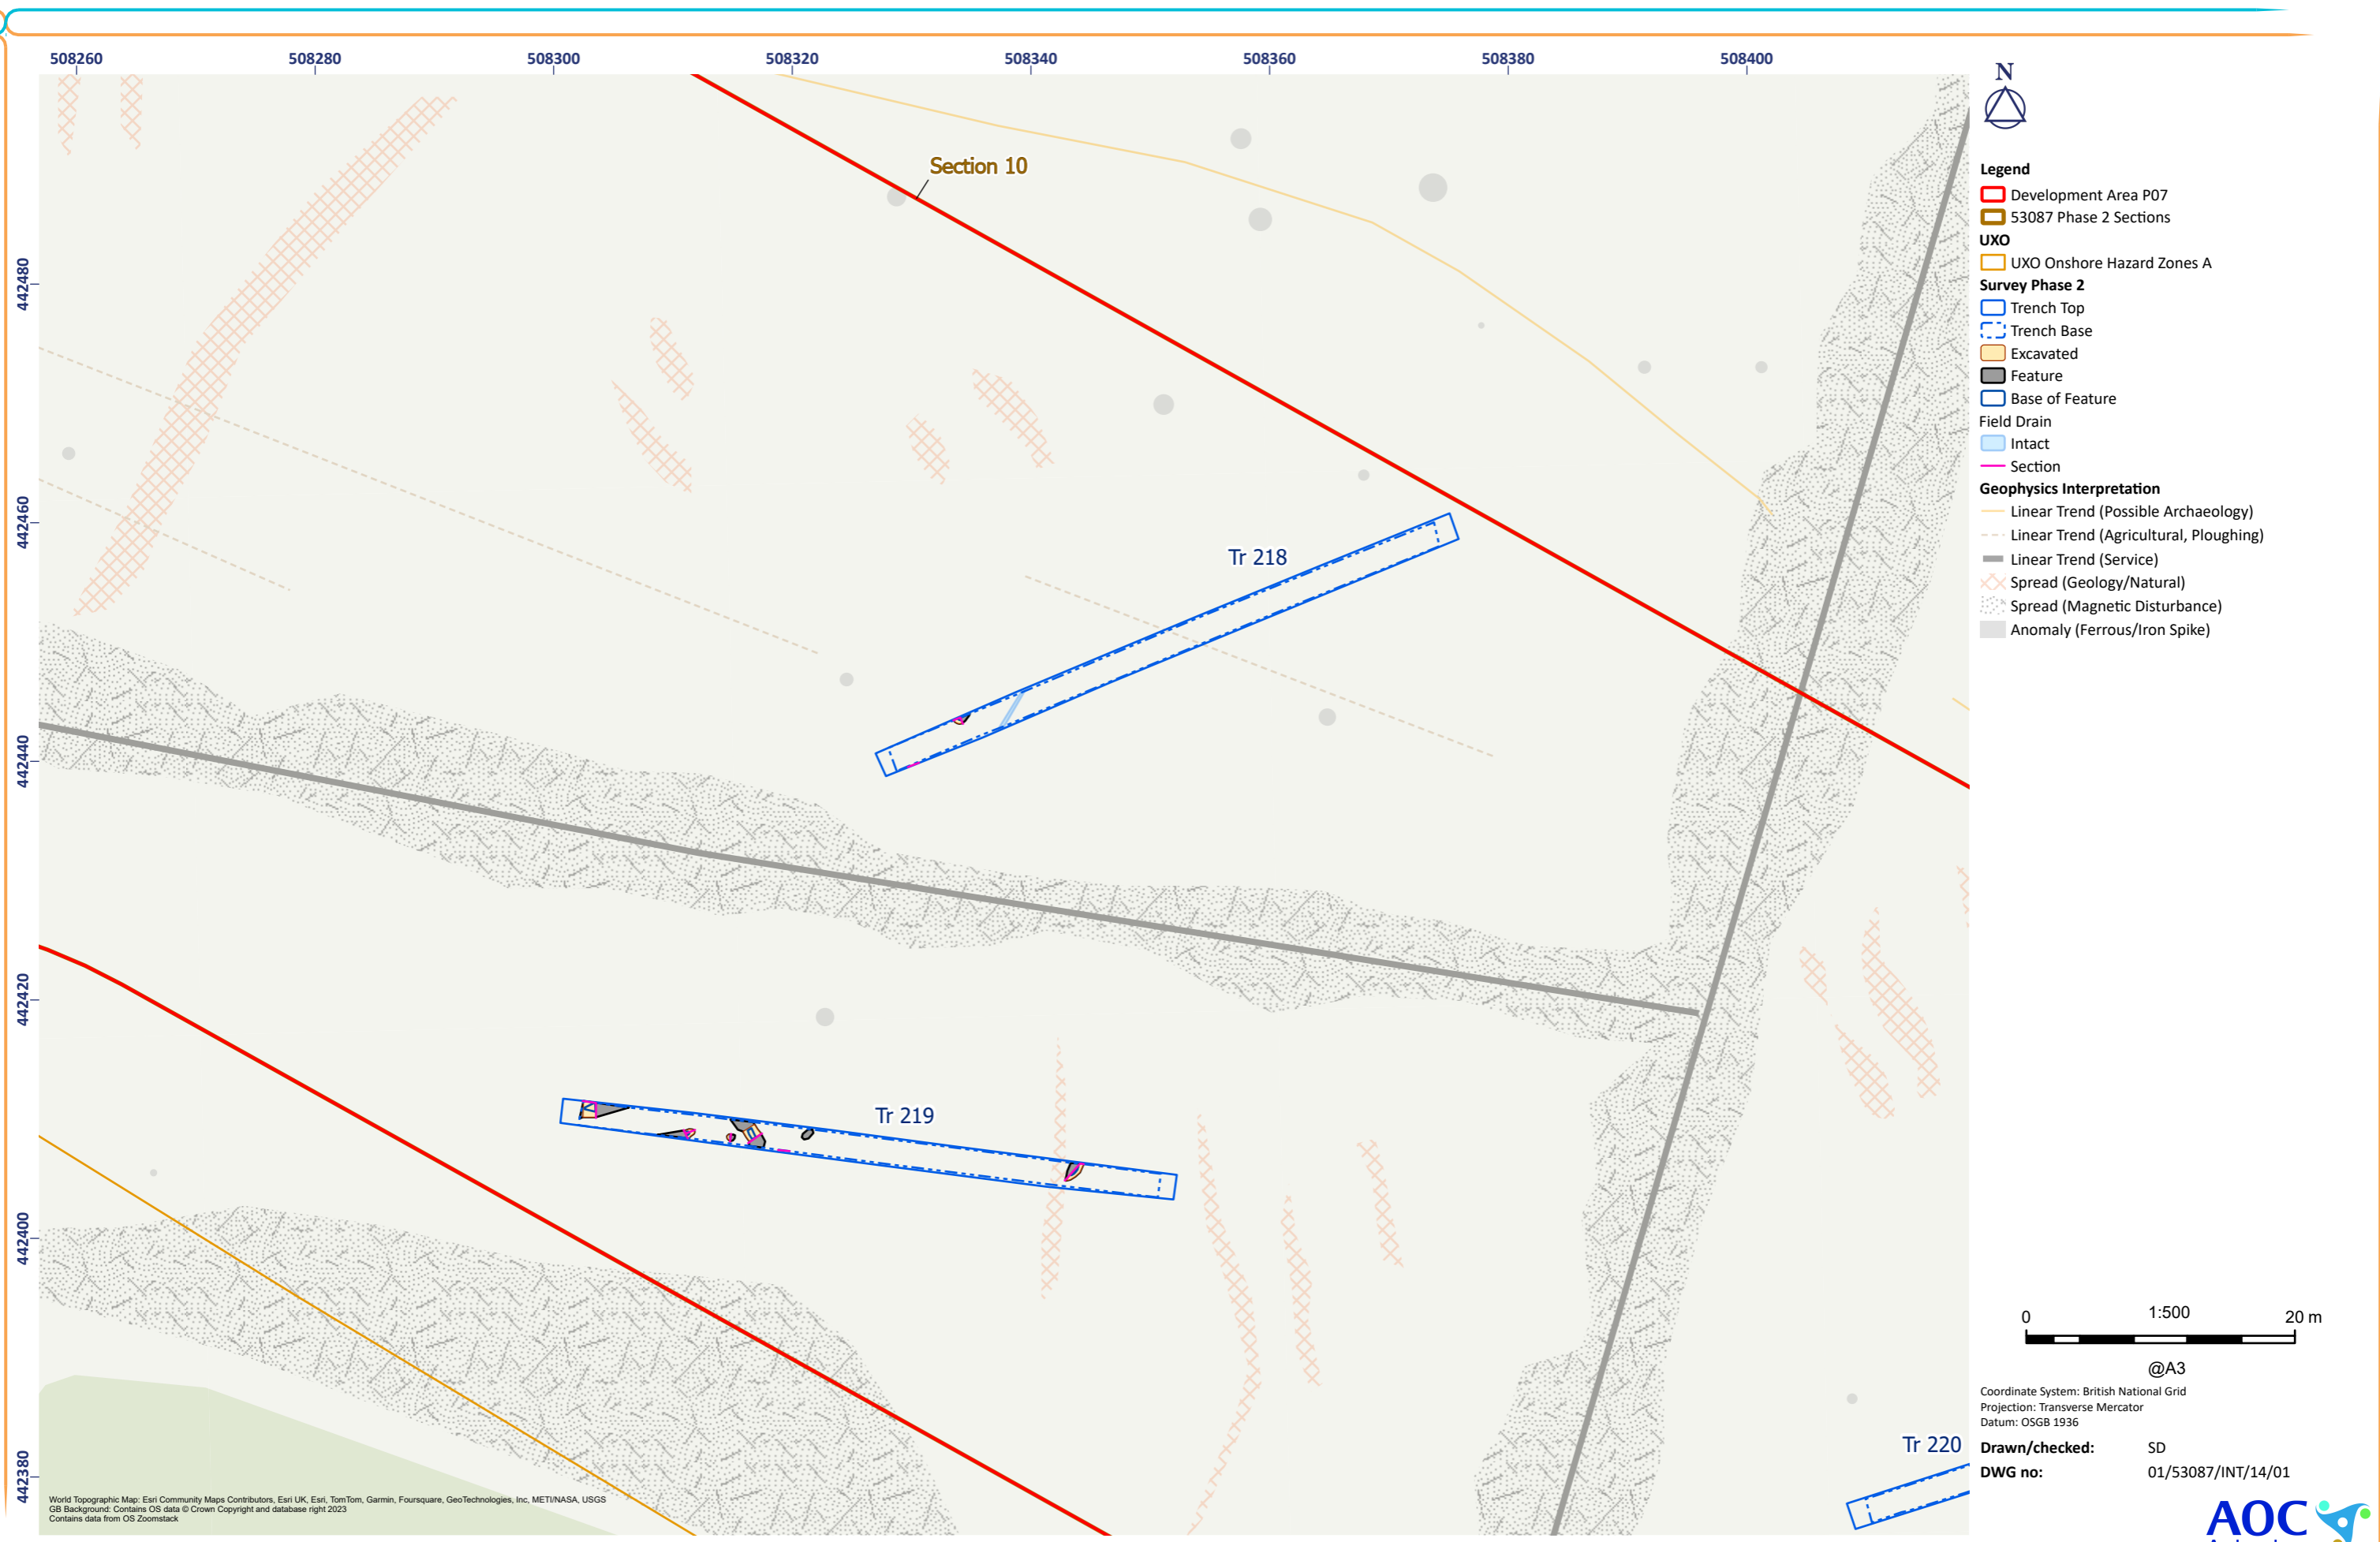 508260 508280 508300 508320 508340 508360 508380 508400
442480
442460
442440
442420
442400
442380
Section 10
Tr 218
Tr 219
Tr 220
World Topographic Map: Esri Community Maps Contributors, Esri UK, Esri, TomTom, Garmin, Foursquare, GeoTechnologies, Inc, METI/NASA, USGS
GB Background: Contains OS data © Crown Copyright and database right 2023
Contains data from OS Zoomstack
N
Legend
Development Area P07
53087 Phase 2 Sections
UXO
UXO Onshore Hazard Zones A
Survey Phase 2
Trench Top
Trench Base
Excavated
Feature
Base of Feature
Field Drain
Intact
Section
Geophysics Interpretation
Linear Trend (Possible Archaeology)
Linear Trend (Agricultural, Ploughing)
Linear Trend (Service)
Spread (Geology/Natural)
Spread (Magnetic Disturbance)
Anomaly (Ferrous/Iron Spike)
0 1:500 20 m
@A3
Coordinate System: British National Grid
Projection: Transverse Mercator
Datum: OSGB 1936
Drawn/checked: SD
DWG no: 01/53087/INT/14/01
AOC